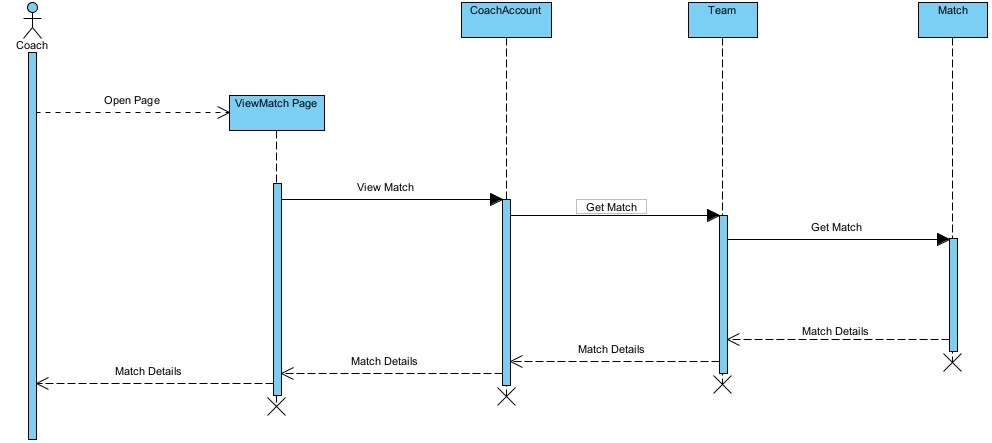 CoachAccount
Team
Match
Coach
Open Page
ViewMatch Page
View Match
Get Match
Get Match
Match Details
Match Details
Match Details
Match Details